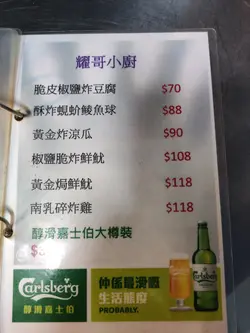 耀哥小廚
脆皮椒鹽炸豆腐 $70
酥炸蜆蚧鯪魚球 $88
黃金炸涼瓜 $90
椒鹽脆炸鮮魷 $108
黃金焗鮮魷 $118
南乳碎炸雞 $118
醇滑嘉士伯大樽裝
Carlsberg
醇滑嘉士伯
仲係最滑嘅
生活態度
PROBABLY.